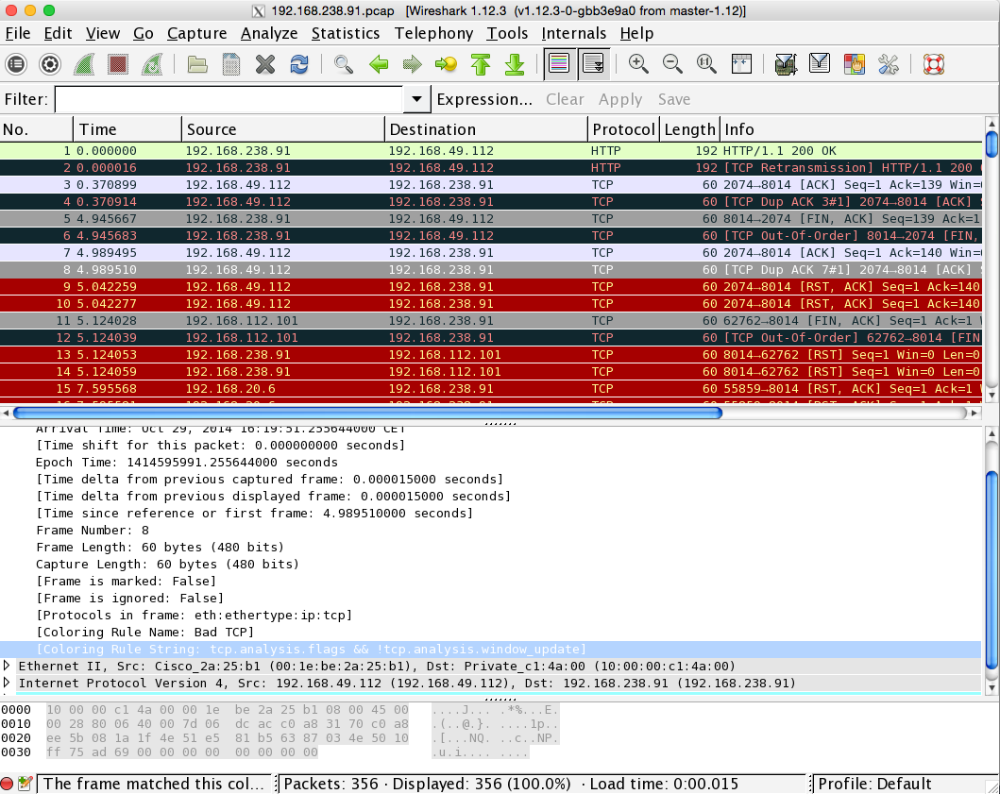 192.168.238.91.pcap [Wireshark 1.12.3 (v1.12.3-0-gbb3e9a0 from master-1.12)]
File Edit View Go Capture Analyze Statistics Telephony Tools Internals Help
Filter: Expression... Clear Apply Save
No. Time Source Destination Protocol Length Info
1 0.000000 192.168.238.91 192.168.49.112 HTTP 192 HTTP/1.1 200 OK
2 0.000016 192.168.238.91 192.168.49.112 HTTP 192 [TCP Retransmission] HTTP/1.1 200
3 0.370899 192.168.49.112 192.168.238.91 TCP 60 2074→8014 [ACK] Seq=1 Ack=139 Win=
4 0.370914 192.168.49.112 192.168.238.91 TCP 60 [TCP Dup ACK 3#1] 2074→8014 [ACK]
5 4.945667 192.168.238.91 192.168.49.112 TCP 60 8014→2074 [FIN, ACK] Seq=139 Ack=1
6 4.945683 192.168.238.91 192.168.49.112 TCP 60 [TCP Out-Of-Order] 8014→2074 [FIN,
7 4.989495 192.168.49.112 192.168.238.91 TCP 60 2074→8014 [ACK] Seq=1 Ack=140 Win=
8 4.989510 192.168.49.112 192.168.238.91 TCP 60 [TCP Dup ACK 7#1] 2074→8014 [ACK]
9 5.042259 192.168.49.112 192.168.238.91 TCP 60 2074→8014 [RST, ACK] Seq=1 Ack=140
10 5.042277 192.168.49.112 192.168.238.91 TCP 60 2074→8014 [RST, ACK] Seq=1 Ack=140
11 5.124028 192.168.112.101 192.168.238.91 TCP 60 62762→8014 [FIN, ACK] Seq=1 Ack=1
12 5.124039 192.168.112.101 192.168.238.91 TCP 60 [TCP Out-Of-Order] 62762→8014 [FIN
13 5.124053 192.168.238.91 192.168.112.101 TCP 60 8014→62762 [RST] Seq=1 Win=0 Len=0
14 5.124059 192.168.238.91 192.168.112.101 TCP 60 8014→62762 [RST] Seq=1 Win=0 Len=0
15 7.595568 192.168.20.6 192.168.238.91 TCP 60 55859→8014 [RST, ACK] Seq=1 Ack=1
Arrival Time: Oct 29, 2014 16:19:51.255644000 CET
[Time shift for this packet: 0.000000000 seconds]
Epoch Time: 1414595991.255644000 seconds
[Time delta from previous captured frame: 0.000015000 seconds]
[Time delta from previous displayed frame: 0.000015000 seconds]
[Time since reference or first frame: 4.989510000 seconds]
Frame Number: 8
Frame Length: 60 bytes (480 bits)
Capture Length: 60 bytes (480 bits)
[Frame is marked: False]
[Frame is ignored: False]
[Protocols in frame: eth:ethertype:ip:tcp]
[Coloring Rule Name: Bad TCP]
[Coloring Rule String: tcp.analysis.flags && !tcp.analysis.window_update]
Ethernet II, Src: Cisco_2a:25:b1 (00:1e:be:2a:25:b1), Dst: Private_c1:4a:00 (10:00:00:c1:4a:00)
Internet Protocol Version 4, Src: 192.168.49.112 (192.168.49.112), Dst: 192.168.238.91 (192.168.238.91)
0000 10 00 00 c1 4a 00 00 1e be 2a 25 b1 08 00 45 00 ....J... .*%...E.
0010 00 28 80 06 40 00 7d 06 dc ac c0 a8 31 70 c0 a8 .(..@.}. ....1p..
0020 ee 5b 08 1a 1f 4e 51 e5 81 b5 63 87 03 4e 50 10 .[...NQ. ..c..NP.
0030 ff 75 ad 69 00 00 00 00 00 00 00 00 .u.i.... ....
The frame matched this col... Packets: 356 · Displayed: 356 (100.0%) · Load time: 0:00.015 Profile: Default